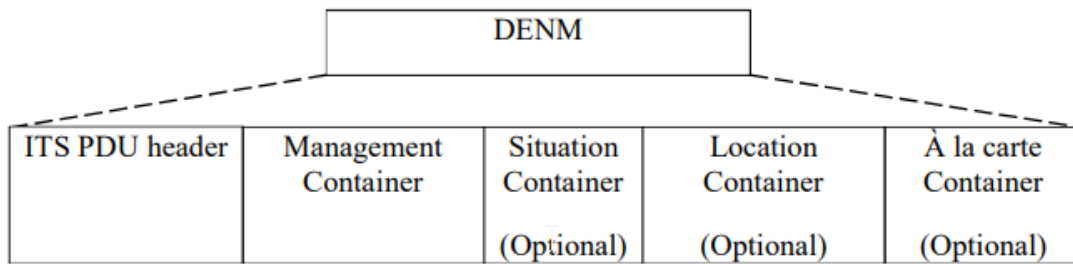 DENM
ITS PDU header
Management
Container
Situation
Container
(Optional)
Location
Container
(Optional)
À la carte
Container
(Optional)